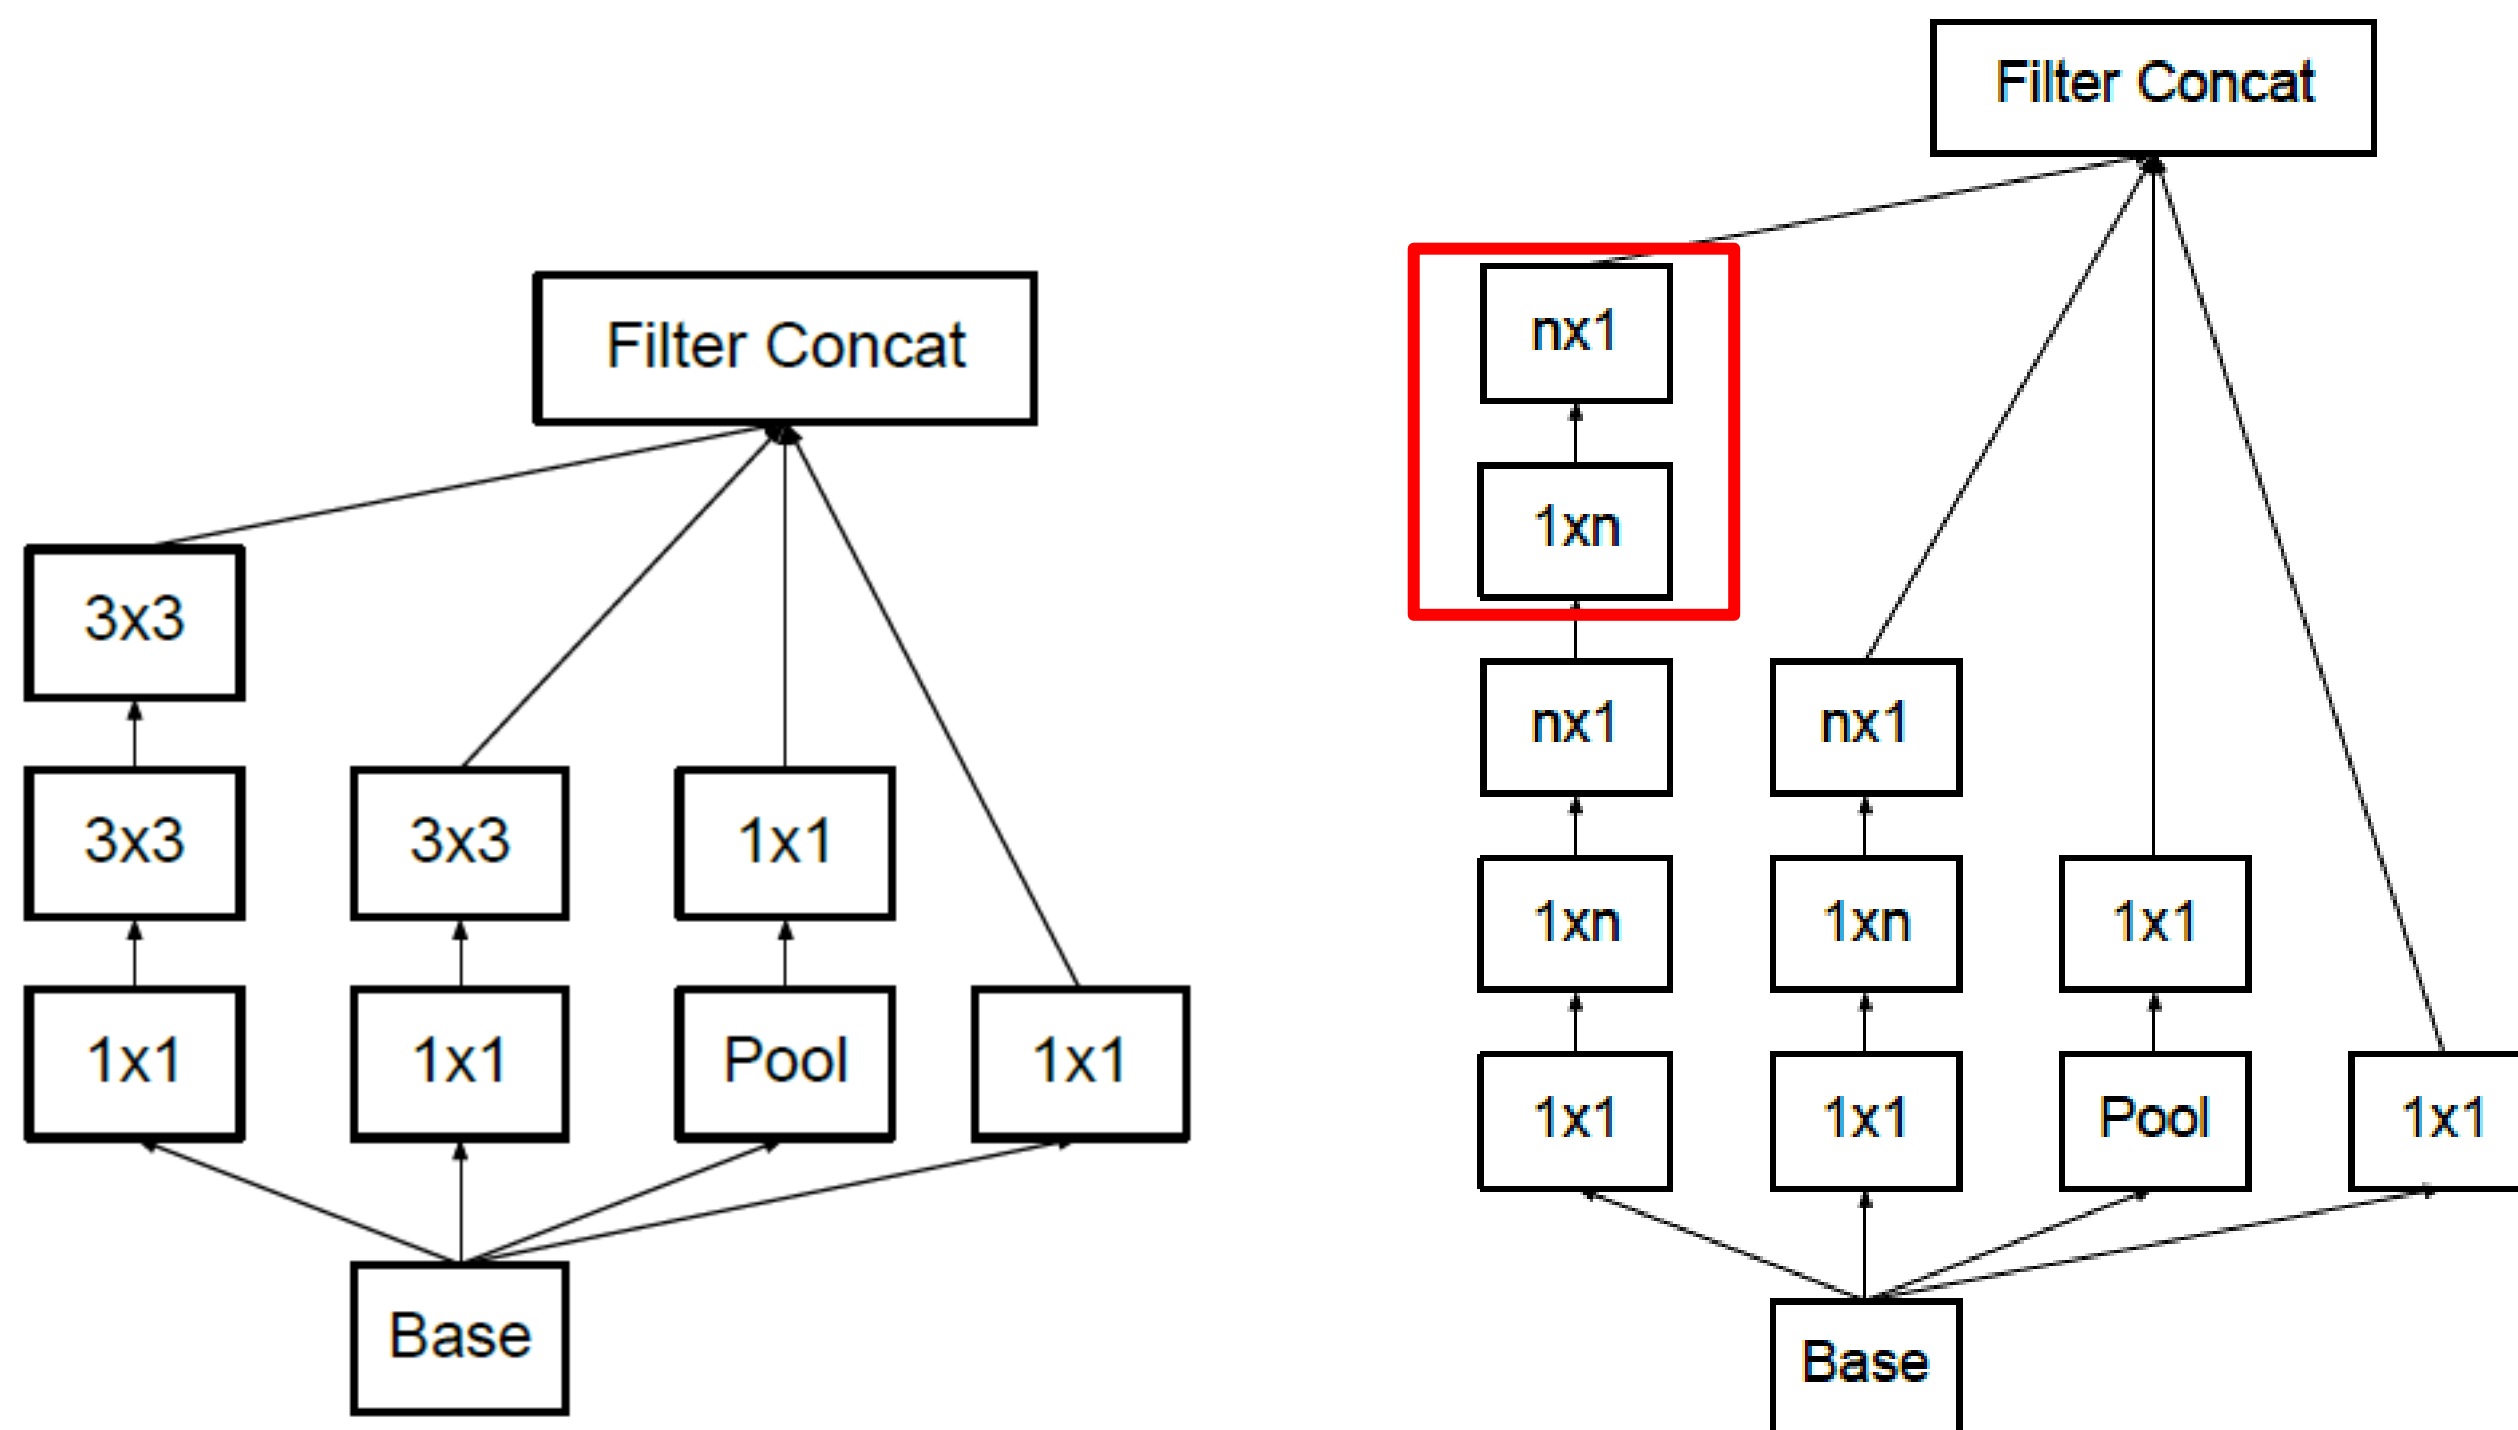 Filter Concat
3x3
3x3
3x3
1x1
1x1
1x1
Pool
1x1
Base
Filter Concat
nx1
1xn
nx1
nx1
1xn
1xn
1x1
1x1
1x1
Pool
1x1
Base